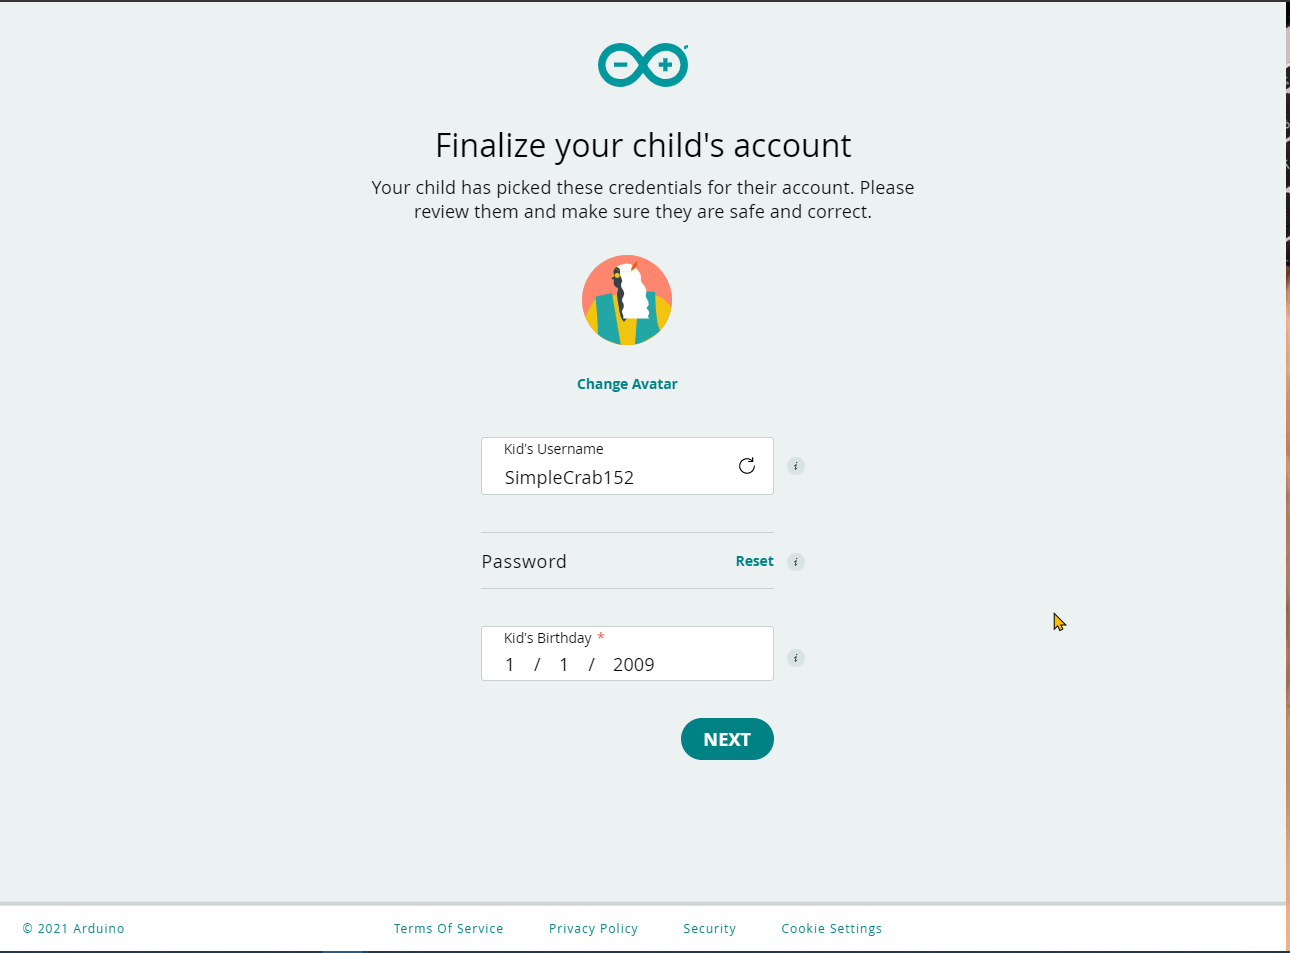 Finalize your child's account
Your child has picked these credentials for their account. Please
review them and make sure they are safe and correct.
Change Avatar
Kid's Username
SimpleCrab152
Password Reset
Kid's Birthday *
1 / 1 / 2009
NEXT
© 2021 Arduino Terms Of Service Privacy Policy Security Cookie Settings